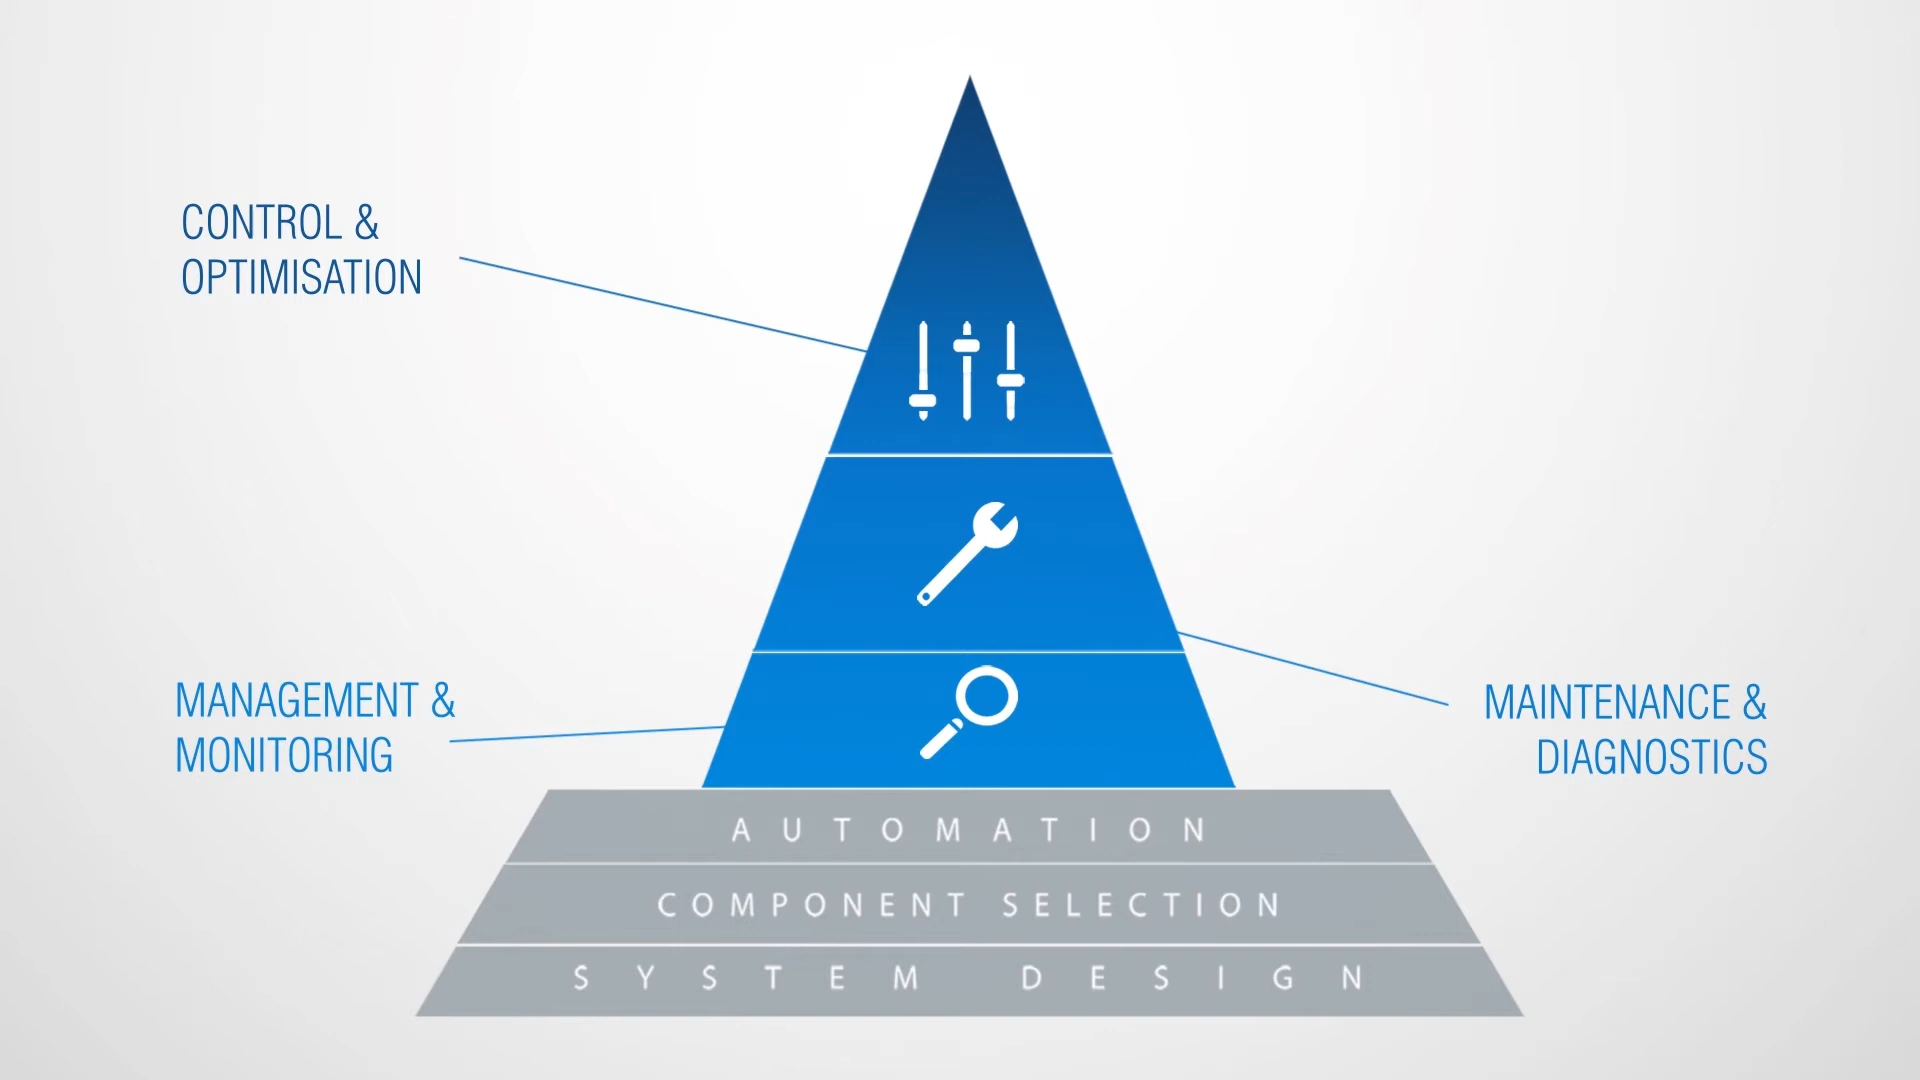 CONTROL &
OPTIMISATION
MANAGEMENT &
MONITORING
MAINTENANCE &
DIAGNOSTICS
AUTOMATION
COMPONENT SELECTION
SYSTEM DESIGN